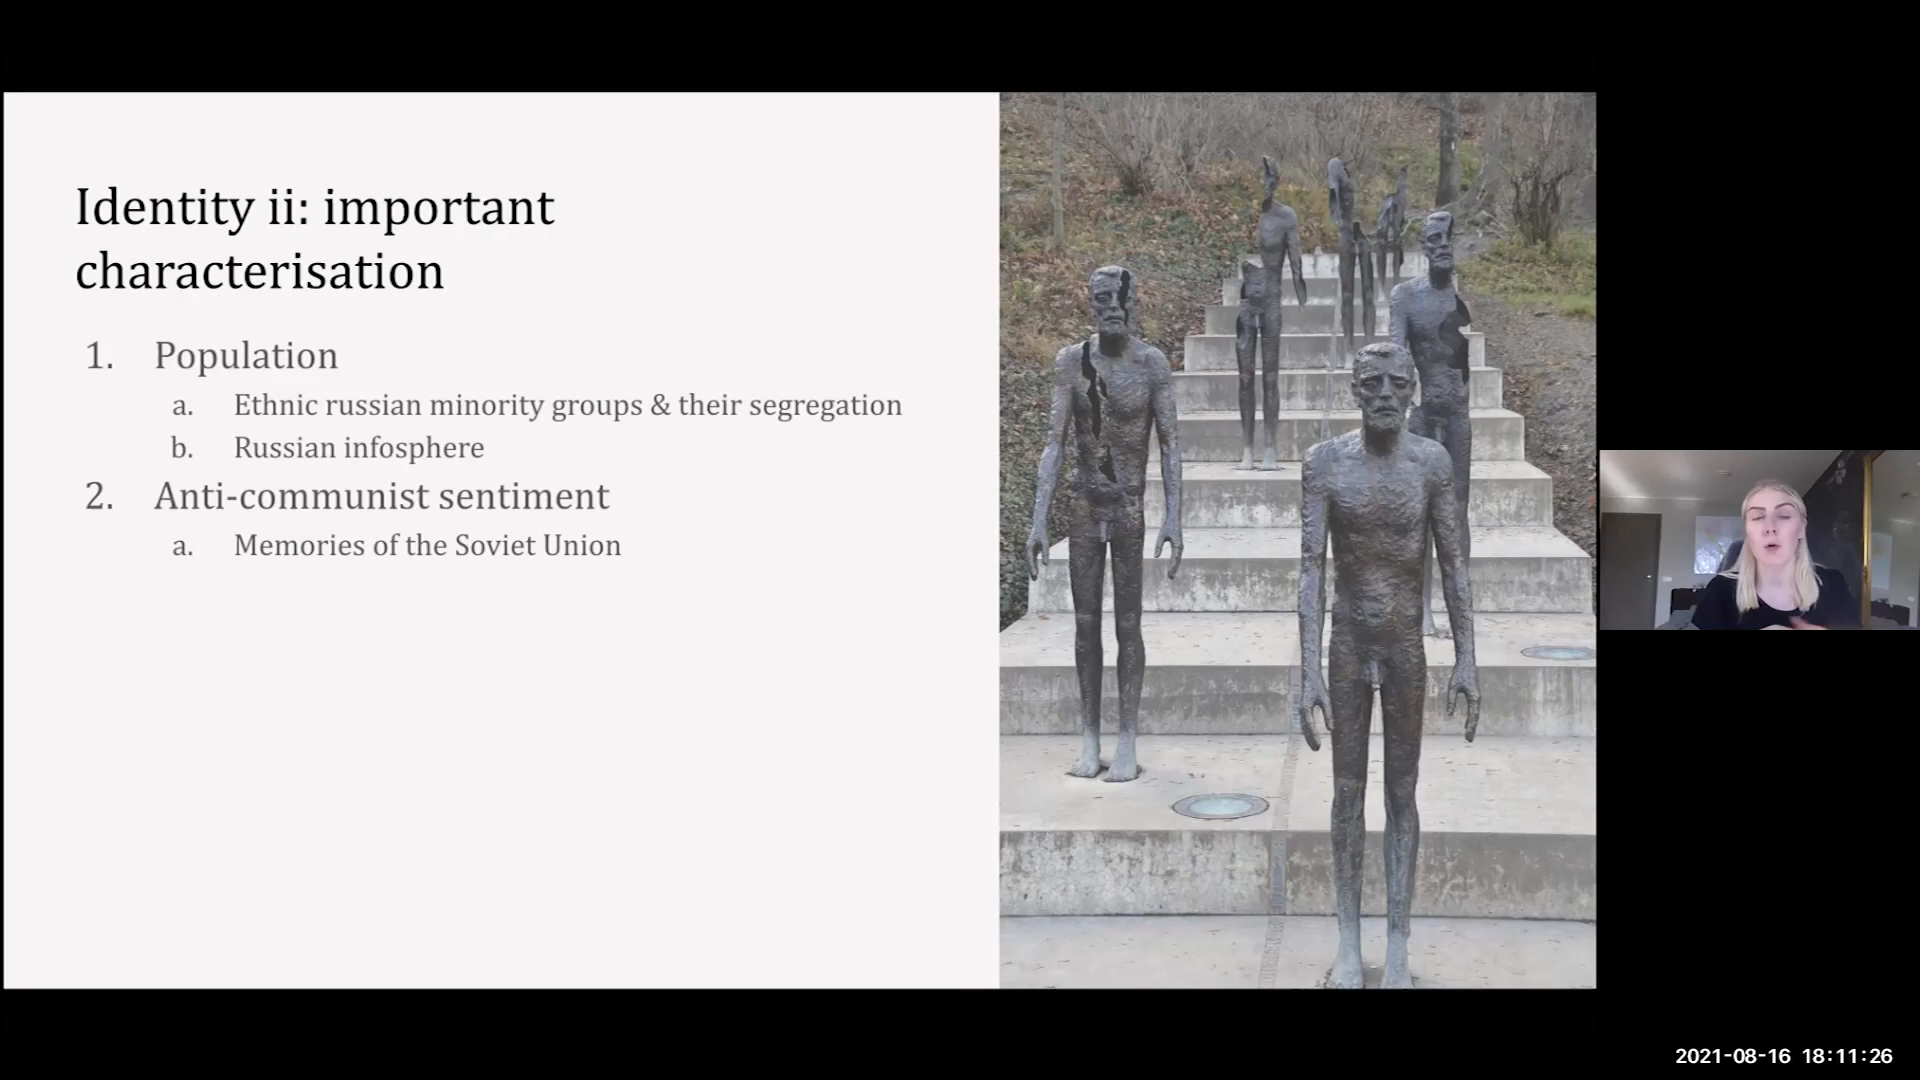 Identity ii: important
characterisation
1. Population
a. Ethnic russian minority groups & their segregation
b. Russian infosphere
2. Anti-communist sentiment
a. Memories of the Soviet Union
2021-08-16 18:11:26